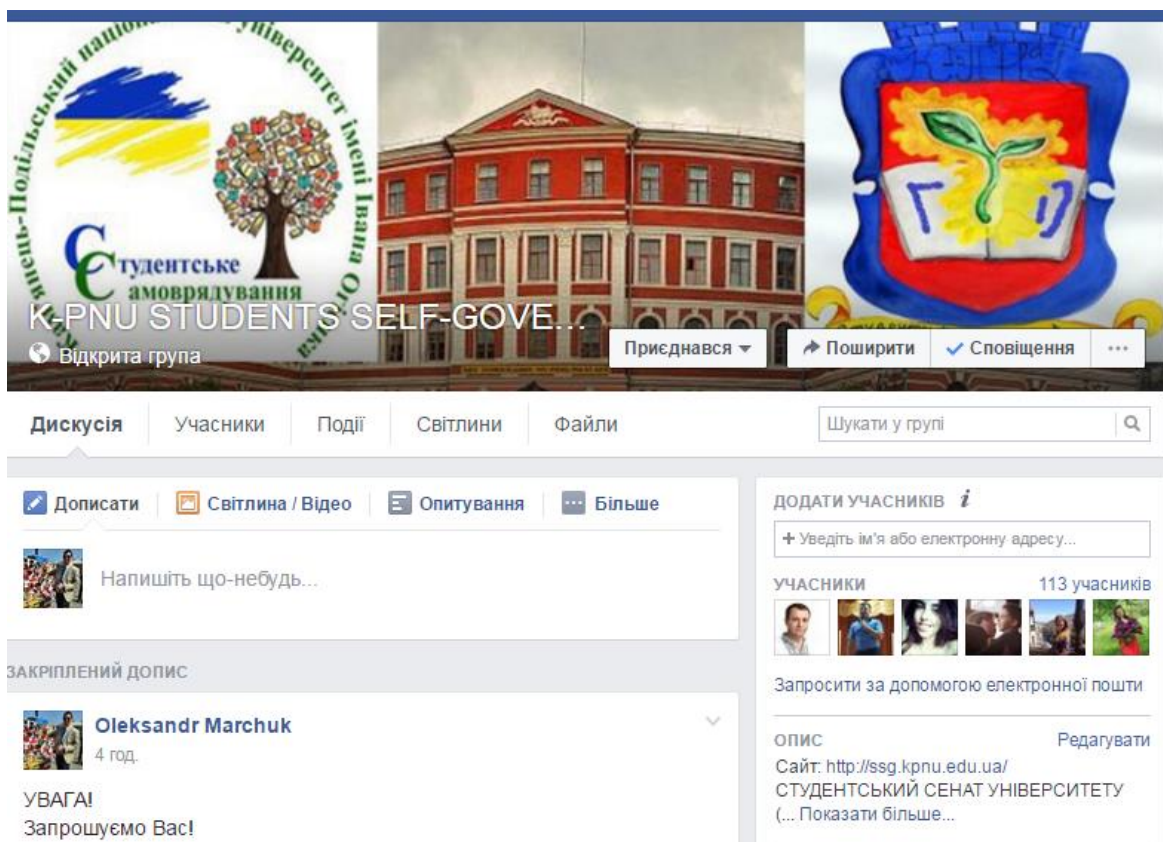 Кам'янець-Подільський національний університет імені Івана Огієнка
Студентське
Самоврядування
K-PNU STUDENTS SELF-GOVE...
Відкрита група
Приєднався
Поширити
Сповіщення
Дискусія
Учасники
Події
Світлини
Файли
Шукати у групі
Дописати
Світлина / Відео
Опитування
Більше
Напишіть що-небудь...
ДОДАТИ УЧАСНИКІВ i
+ Уведіть ім'я або електронну адресу...
УЧАСНИКИ
113 учасників
Запросити за допомогою електронної пошти
ЗАКРІПЛЕНИЙ ДОПИС
Oleksandr Marchuk
4 год.
УВАГА!
Запрошуємо Вас!
ОПИС
Редагувати
Сайт: http://ssg.kpnu.edu.ua/
СТУДЕНТСЬКИЙ СЕНАТ УНІВЕРСИТЕТУ
(... Показати більше...